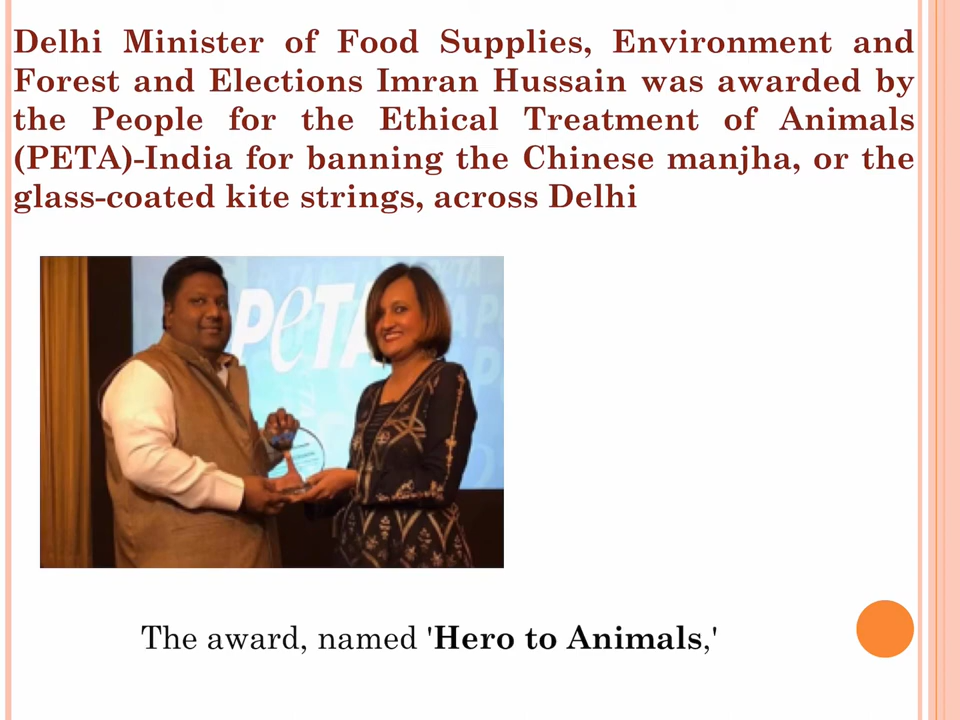 Delhi Minister of Food Supplies, Environment and
Forest and Elections Imran Hussain was awarded by
the People for the Ethical Treatment of Animals
(PETA)-India for banning the Chinese manjha, or the
glass-coated kite strings, across Delhi
PeTA
The award, named 'Hero to Animals,'